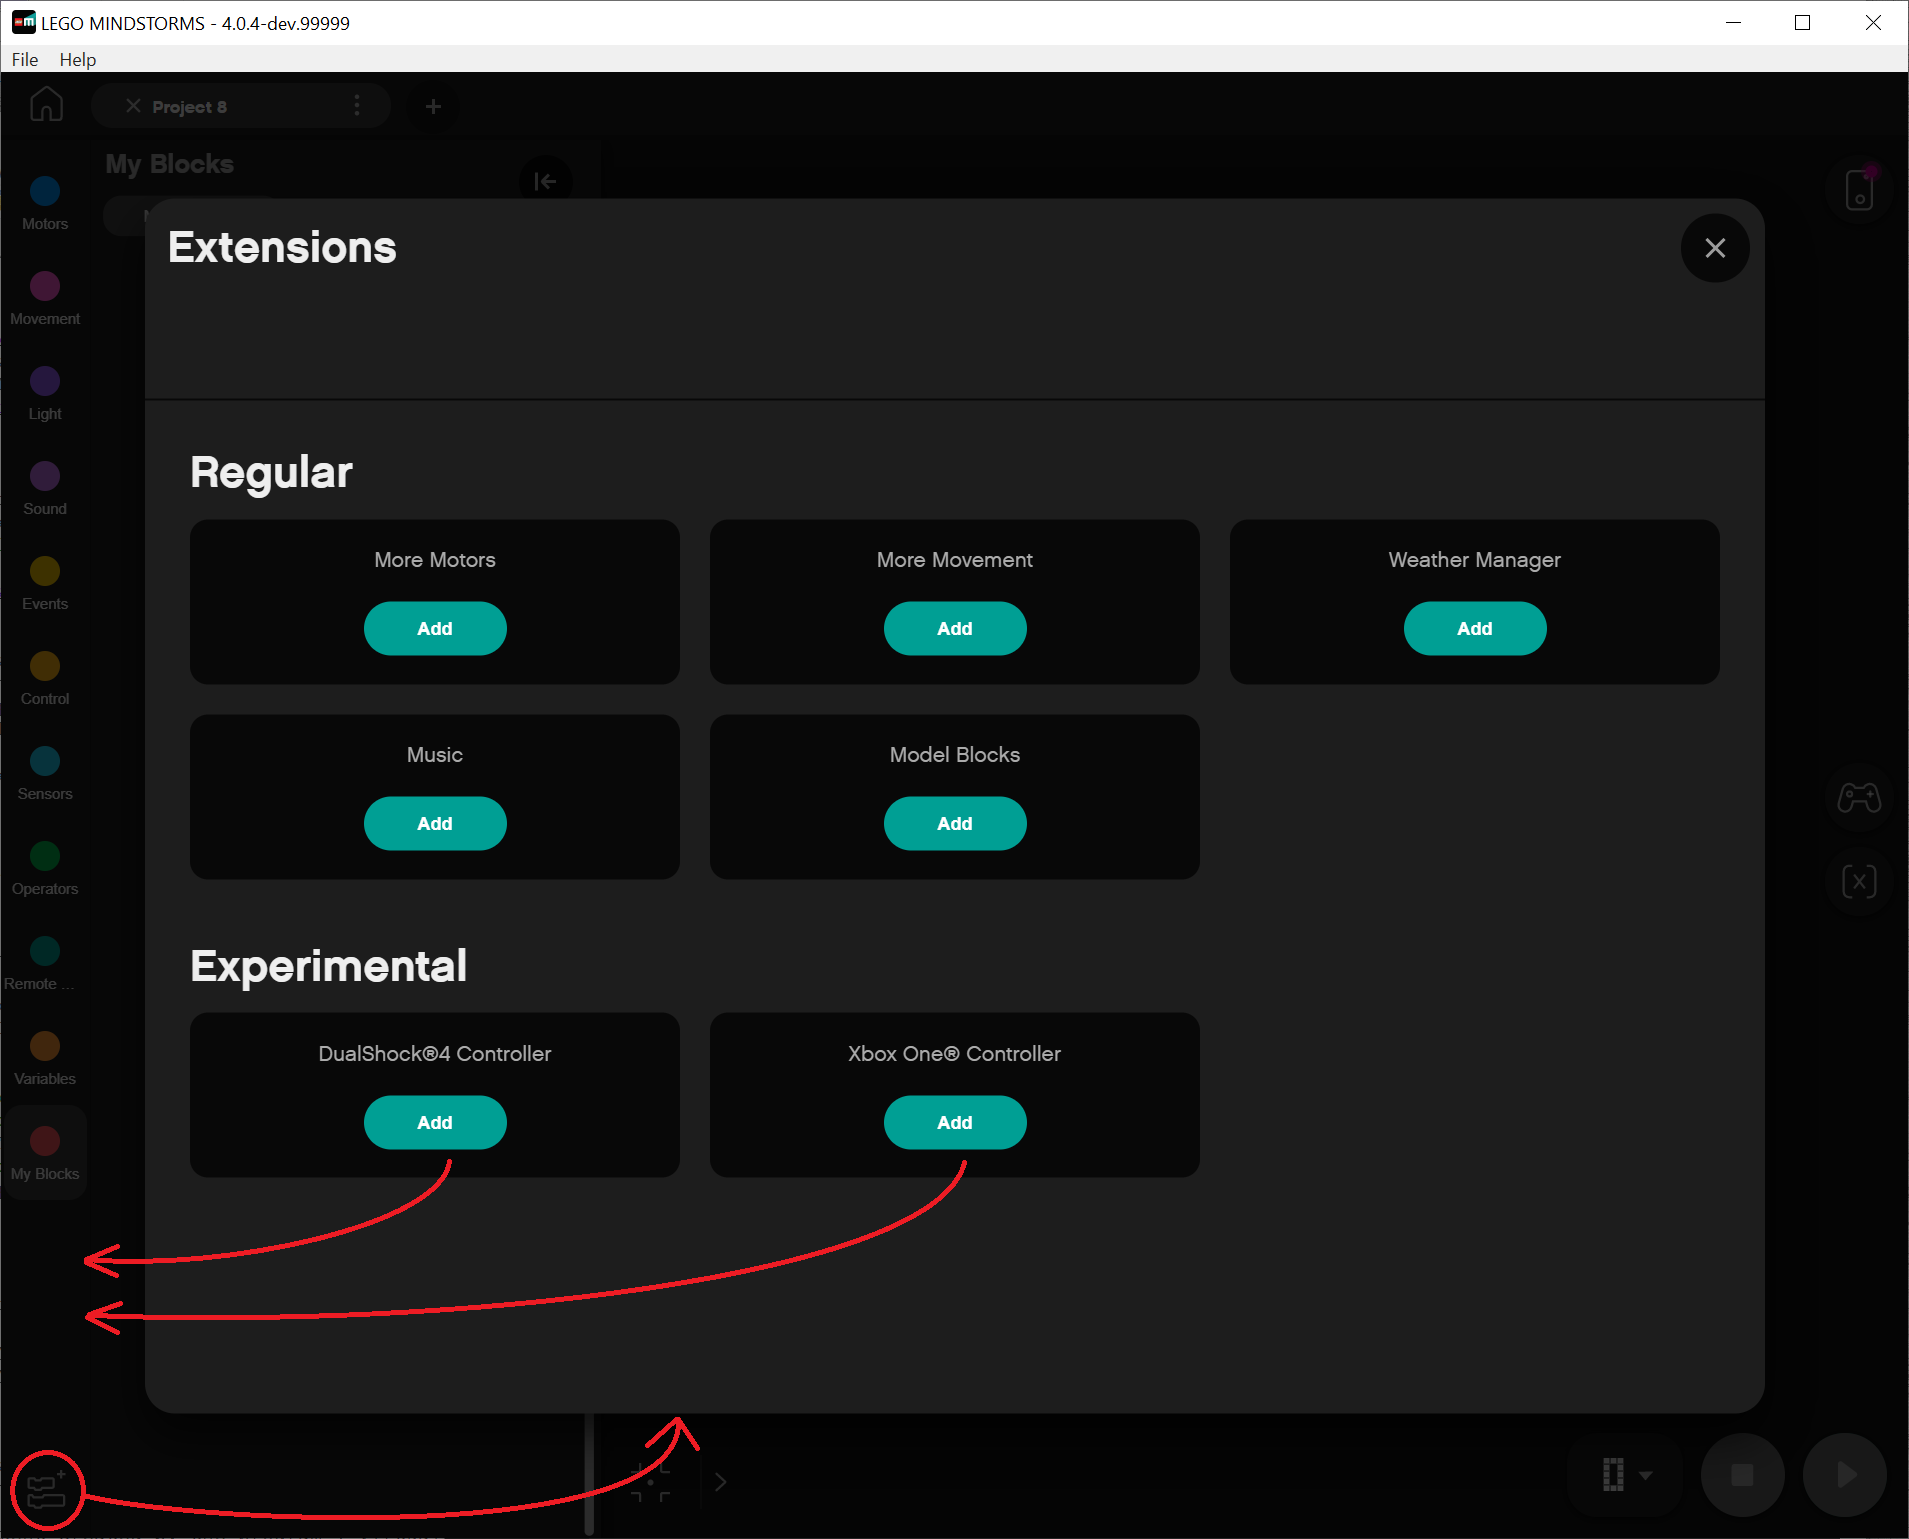 LEGO MINDSTORMS - 4.0.4-dev.99999
File Help
Project 8
My Blocks
Motors
Movement
Light
Sound
Events
Control
Sensors
Operators
Remote ...
Variables
My Blocks
Extensions
Regular
More Motors
Add
More Movement
Add
Weather Manager
Add
Music
Add
Model Blocks
Add
Experimental
DualShock®4 Controller
Add
Xbox One® Controller
Add